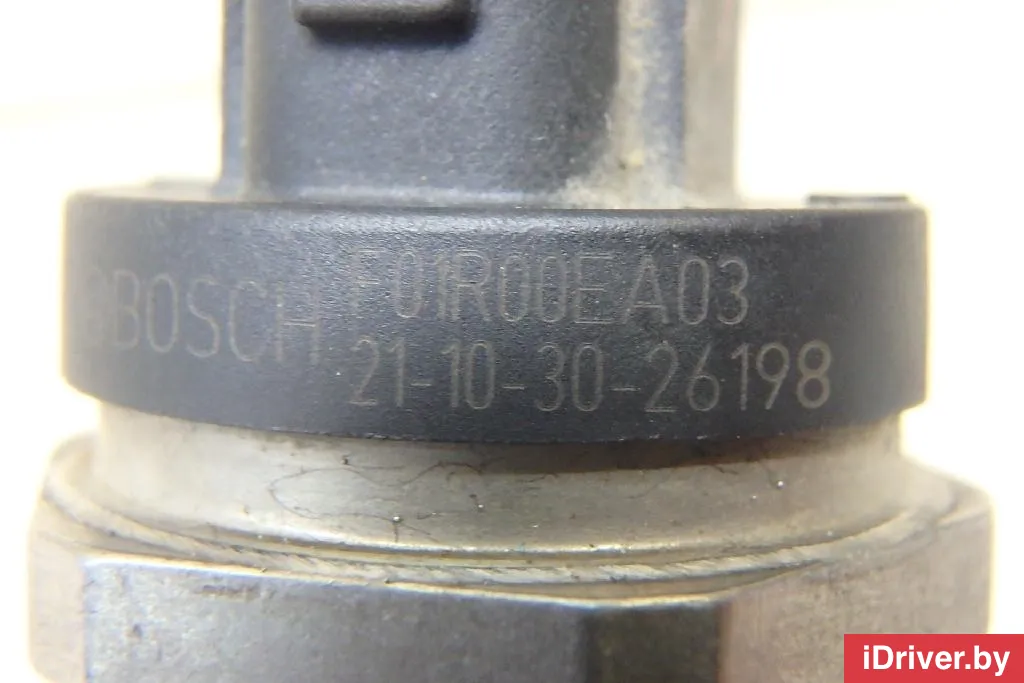 BOSCH F01R00EA03
21-10-30-26198
iDriver.by